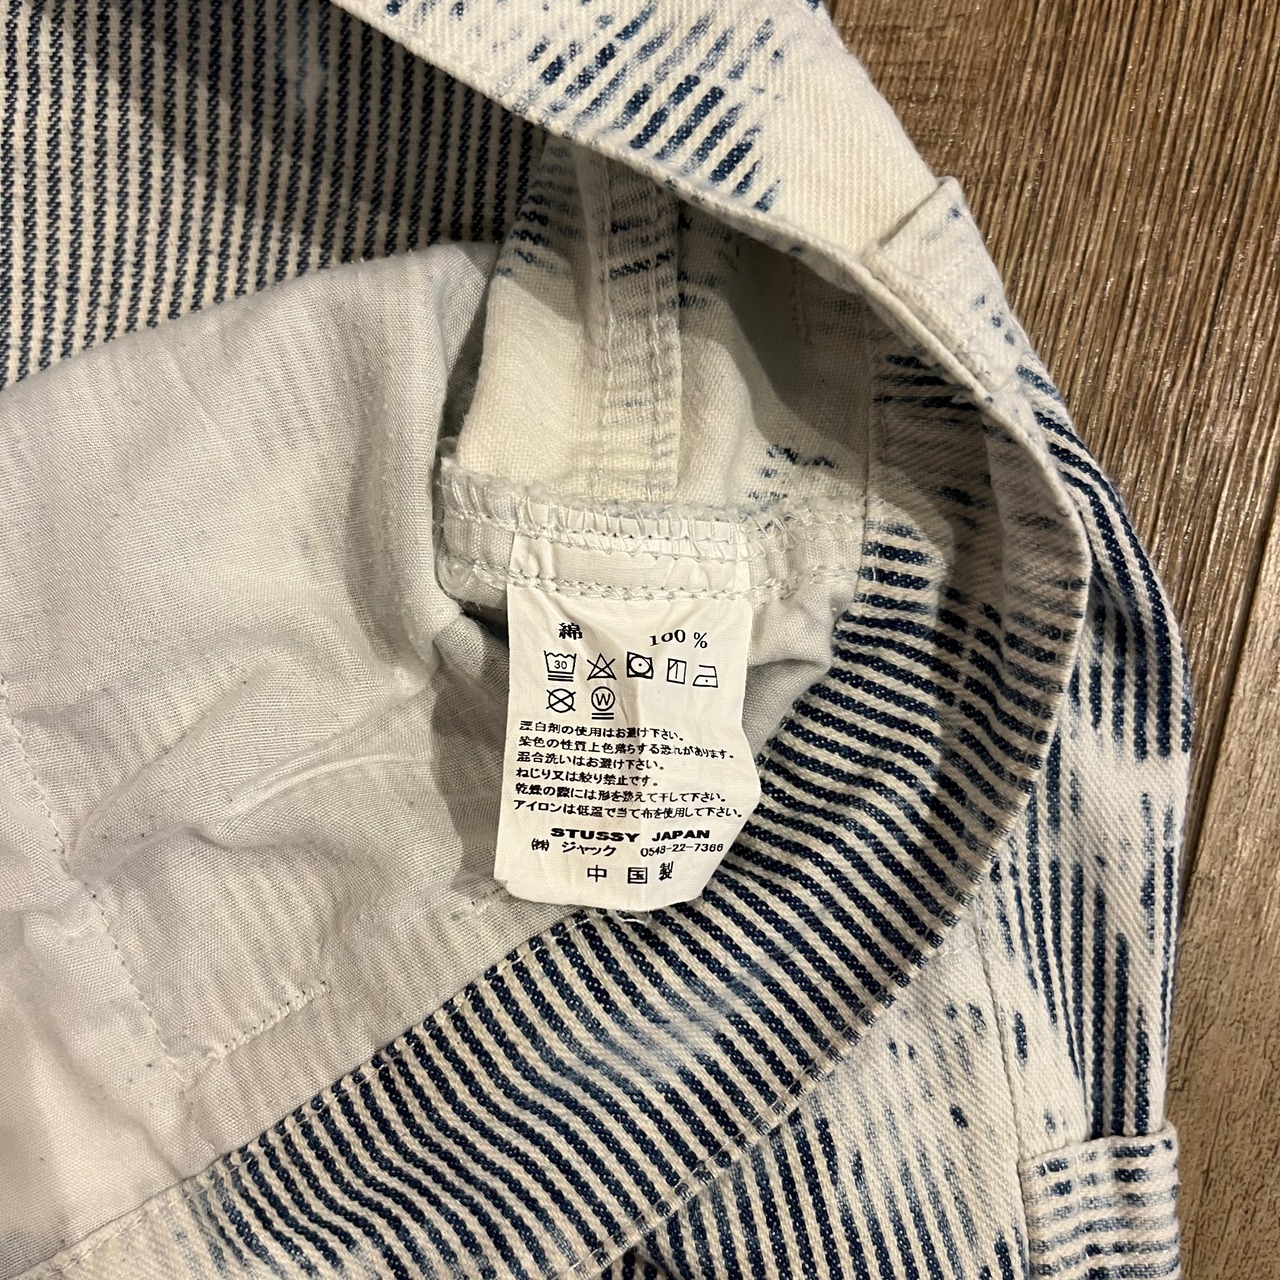 綿 100%
30
W
漂白剤の使用はお避け下さい。
染色の性質上色落ちする恐れがあります。
混合洗いはお避け下さい。
ねじり又は絞り禁止です。
乾燥の際には形を整えて干して下さい。
アイロンは低温で当て布を使用して下さい。
STUSSY JAPAN
㈱ ジャック 0548-22-7366
中国製